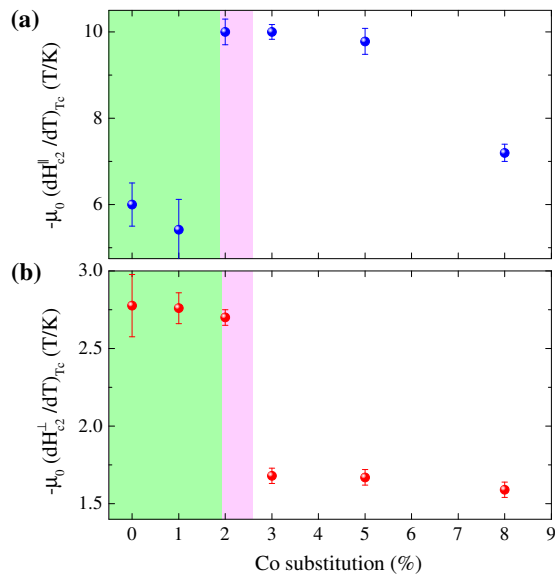 (a)
10
8
6
-μ₀ (dH∥c2 /dT)Tc (T/K)
(b)
3.0
2.5
2.0
1.5
-μ₀ (dH⊥c2 /dT)Tc (T/K)
0 1 2 3 4 5 6 7 8 9
Co substitution (%)